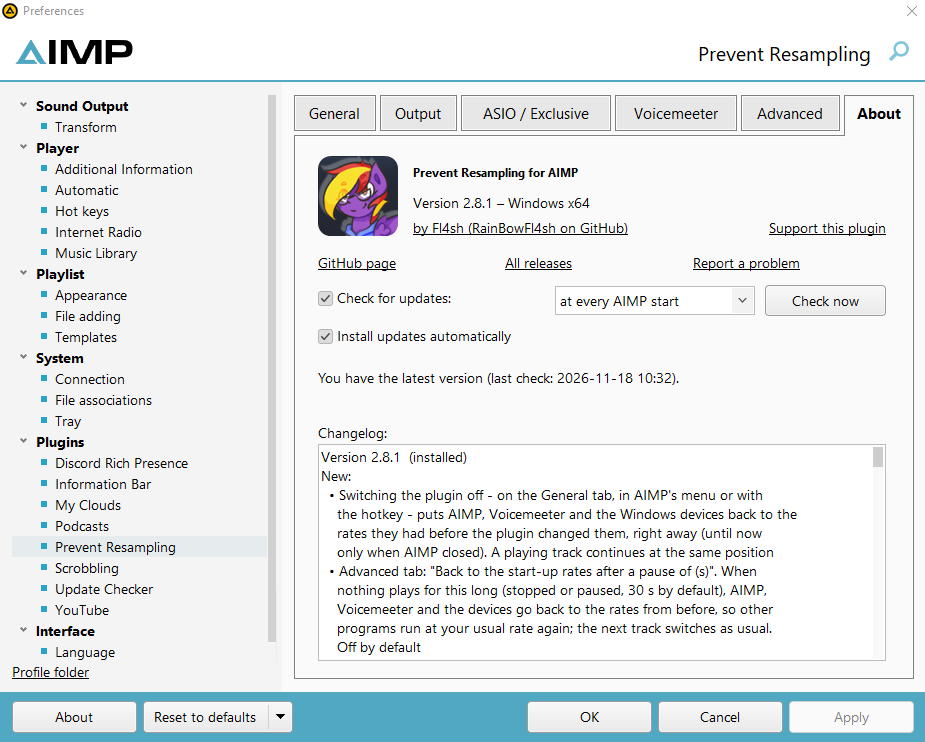 Preferences
AIMP
Prevent Resampling
Sound Output
Transform
Player
Additional Information
Automatic
Hot keys
Internet Radio
Music Library
Playlist
Appearance
File adding
Templates
System
Connection
File associations
Tray
Plugins
Discord Rich Presence
Information Bar
My Clouds
Podcasts
Prevent Resampling
Scrobbling
Update Checker
YouTube
Interface
Language
Profile folder
General Output ASIO / Exclusive Voicemeeter Advanced About
Prevent Resampling for AIMP
Version 2.8.1 – Windows x64
by Fl4sh (RainBowFl4sh on GitHub) Support this plugin
GitHub page All releases Report a problem
Check for updates: at every AIMP start Check now
Install updates automatically
You have the latest version (last check: 2026-11-18 10:32).
Changelog:
Version 2.8.1 (installed)
New:
• Switching the plugin off - on the General tab, in AIMP's menu or with
the hotkey - puts AIMP, Voicemeeter and the Windows devices back to the
rates they had before the plugin changed them, right away (until now
only when AIMP closed). A playing track continues at the same position
• Advanced tab: "Back to the start-up rates after a pause of (s)". When
nothing plays for this long (stopped or paused, 30 s by default), AIMP,
Voicemeeter and the devices go back to the rates from before, so other
programs run at your usual rate again; the next track switches as usual.
Off by default
About Reset to defaults OK Cancel Apply